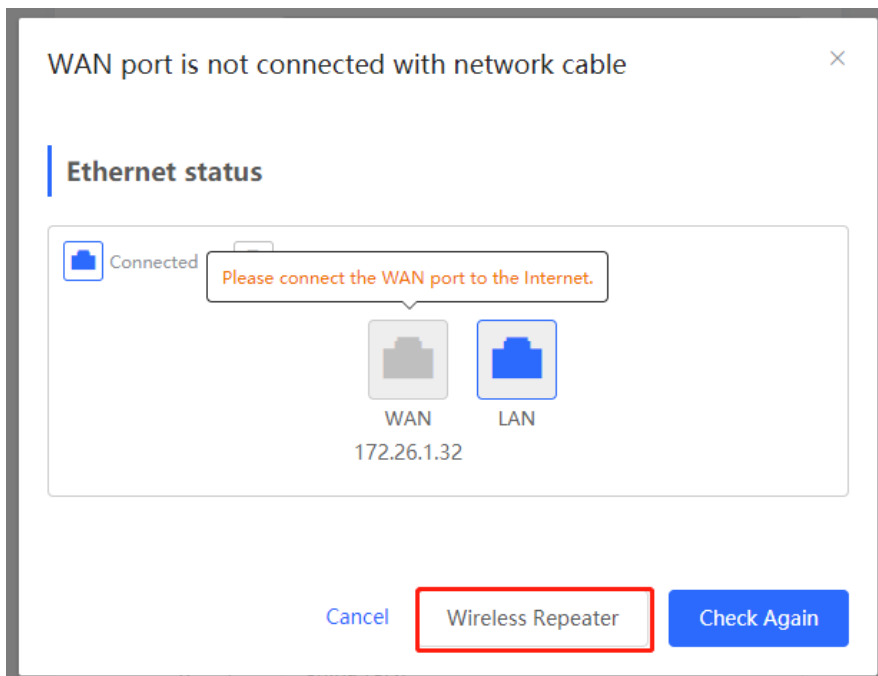 WAN port is not connected with network cable
Ethernet status
Connected
Please connect the WAN port to the Internet.
WAN LAN
172.26.1.32
Cancel Wireless Repeater Check Again